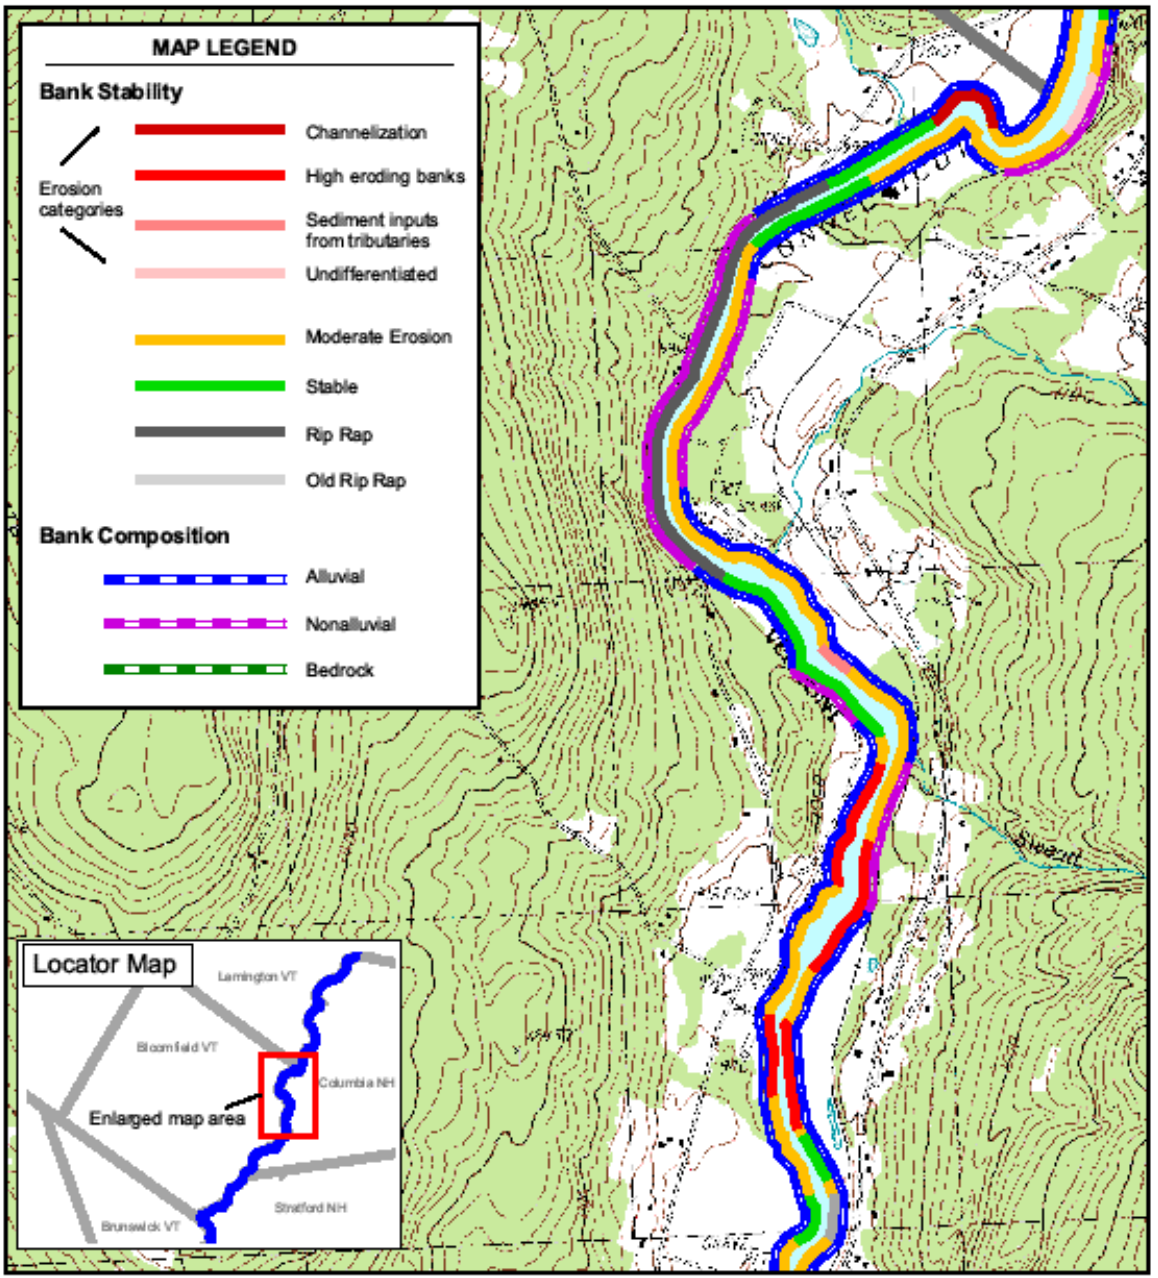 MAP LEGEND
Bank Stability
Channelization
High eroding banks
Erosion
categories
Sediment inputs
from tributaries
Undifferentiated
Moderate Erosion
Stable
Rip Rap
Old Rip Rap
Bank Composition
Alluvial
Nonalluvial
Bedrock
Locator Map
Lemington VT
Bloomfield VT
Columbia NH
Enlarged map area
Stratford NH
Brunswick VT